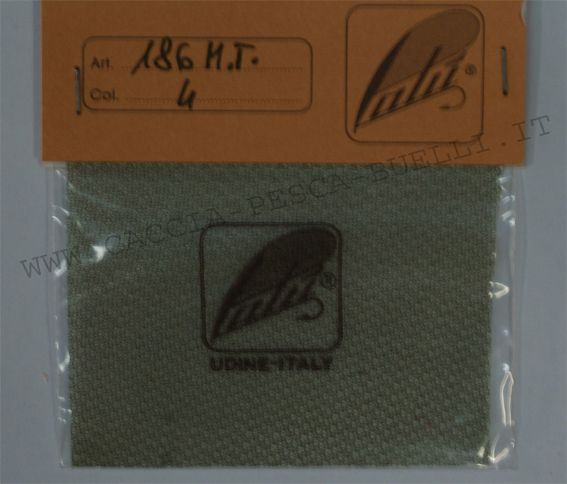 Art. 186 M.T.
Col. 4
®
WWW.CACCIA-PESCA-BUELLI.IT
®
UDINE-ITALY